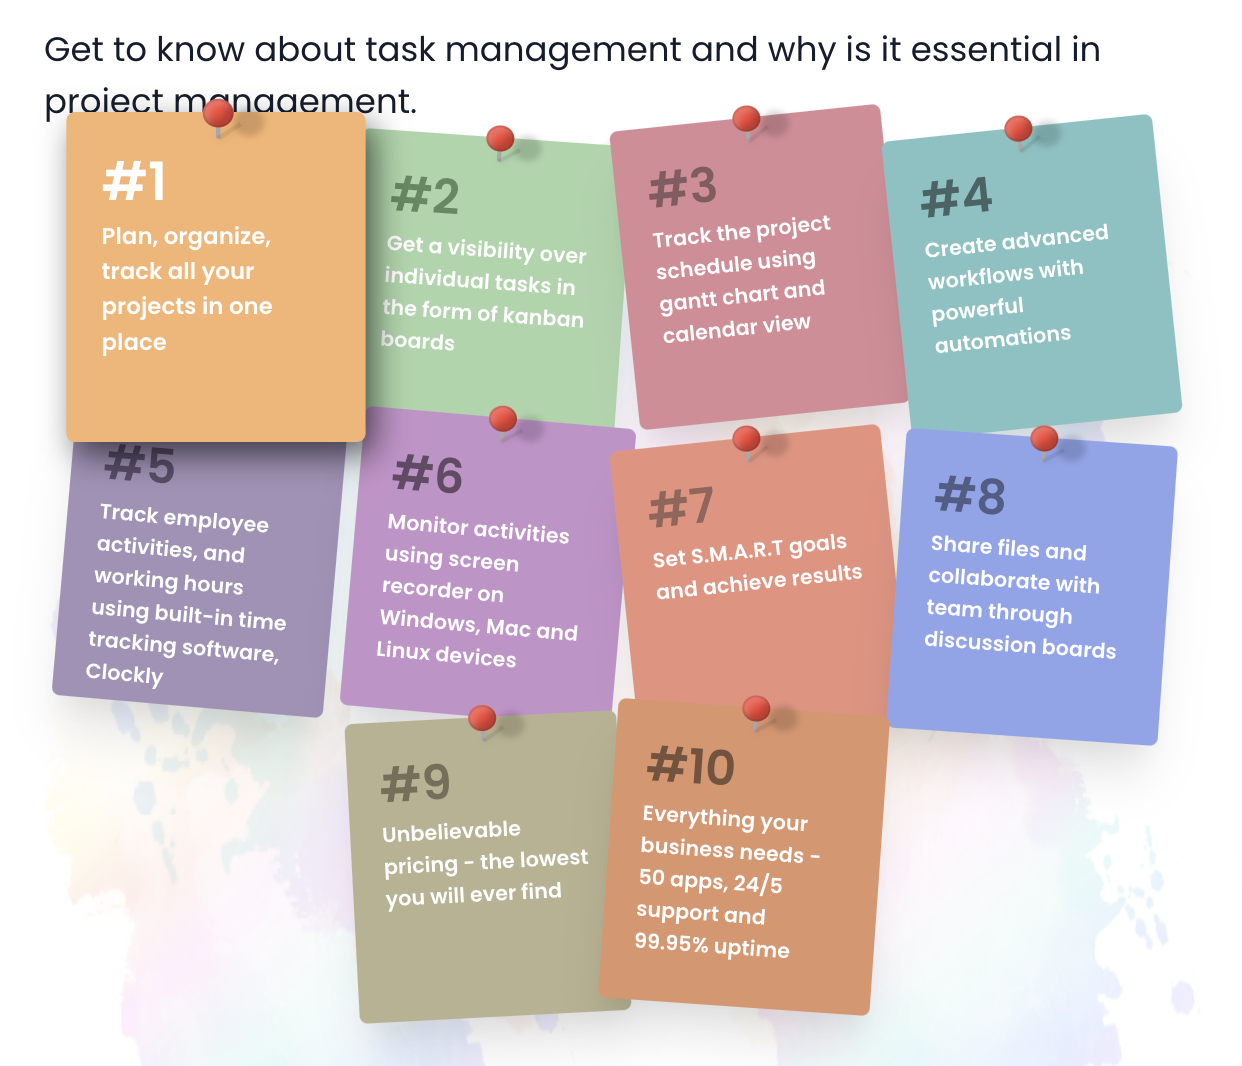 Get to know about task management and why is it essential in
project management.
#1
Plan, organize,
track all your
projects in one
place
#2
Get a visibility over
individual tasks in
the form of kanban
boards
#3
Track the project
schedule using
gantt chart and
calendar view
#4
Create advanced
workflows with
powerful
automations
#5
Track employee
activities, and
working hours
using built-in time
tracking software,
Clockly
#6
Monitor activities
using screen
recorder on
Windows, Mac and
Linux devices
#7
Set S.M.A.R.T goals
and achieve results
#8
Share files and
collaborate with
team through
discussion boards
#9
Unbelievable
pricing - the lowest
you will ever find
#10
Everything your
business needs -
50 apps, 24/5
support and
99.95% uptime